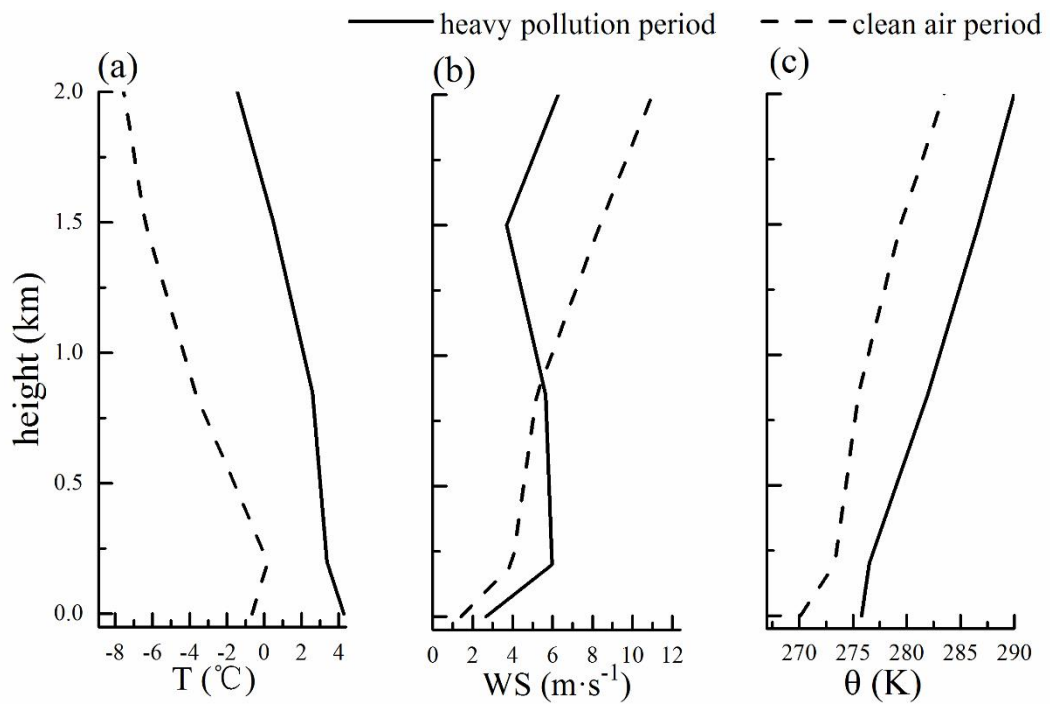 heavy pollution period clean air period
(a) (b) (c)
2.0
1.5
1.0
0.5
0.0
height (km)
-8 -6 -4 -2 0 2 4
0 2 4 6 8 10 12
270 275 280 285 290
T (℃) WS (m·s⁻¹) θ (K)